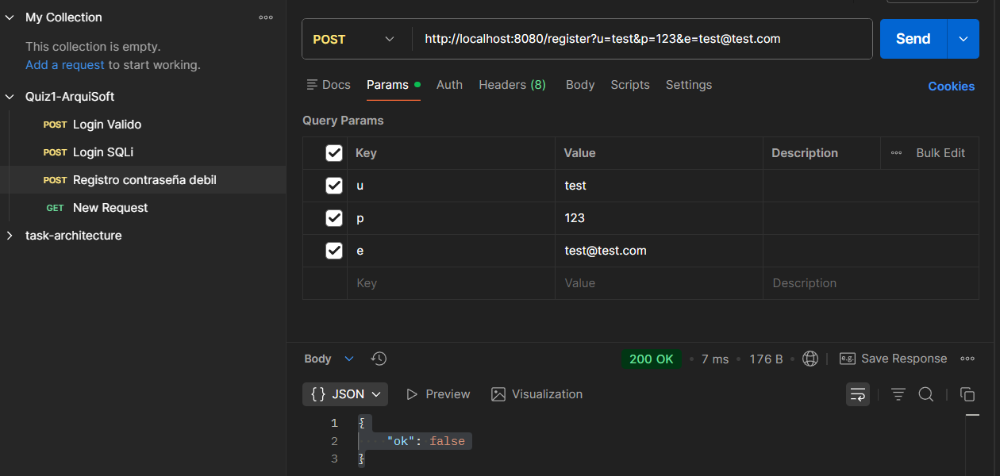 My Collection
This collection is empty.
Add a request to start working.
Quiz1-ArquiSoft
POST Login Valido
POST Login SQLi
POST Registro contraseña debil
GET New Request
task-architecture
POST http://localhost:8080/register?u=test&p=123&e=test@test.com Send
Docs Params Auth Headers (8) Body Scripts Settings Cookies
Query Params
Key Value Description Bulk Edit
u test
p 123
e test@test.com
Key Value Description
Body 200 OK 7 ms 176 B e.g. Save Response
{} JSON Preview Visualization
1 {
2 "ok": false
3 }